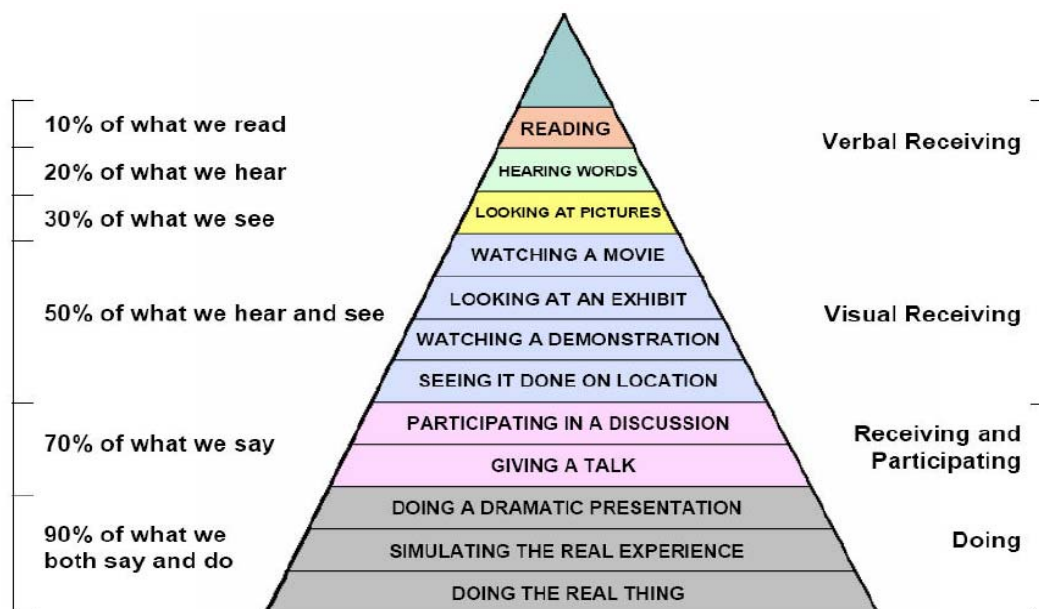 10% of what we read
READING
Verbal Receiving
20% of what we hear
HEARING WORDS
30% of what we see
LOOKING AT PICTURES
WATCHING A MOVIE
50% of what we hear and see
LOOKING AT AN EXHIBIT
Visual Receiving
WATCHING A DEMONSTRATION
SEEING IT DONE ON LOCATION
70% of what we say
PARTICIPATING IN A DISCUSSION
GIVING A TALK
Receiving and
Participating
90% of what we
both say and do
DOING A DRAMATIC PRESENTATION
SIMULATING THE REAL EXPERIENCE
DOING THE REAL THING
Doing